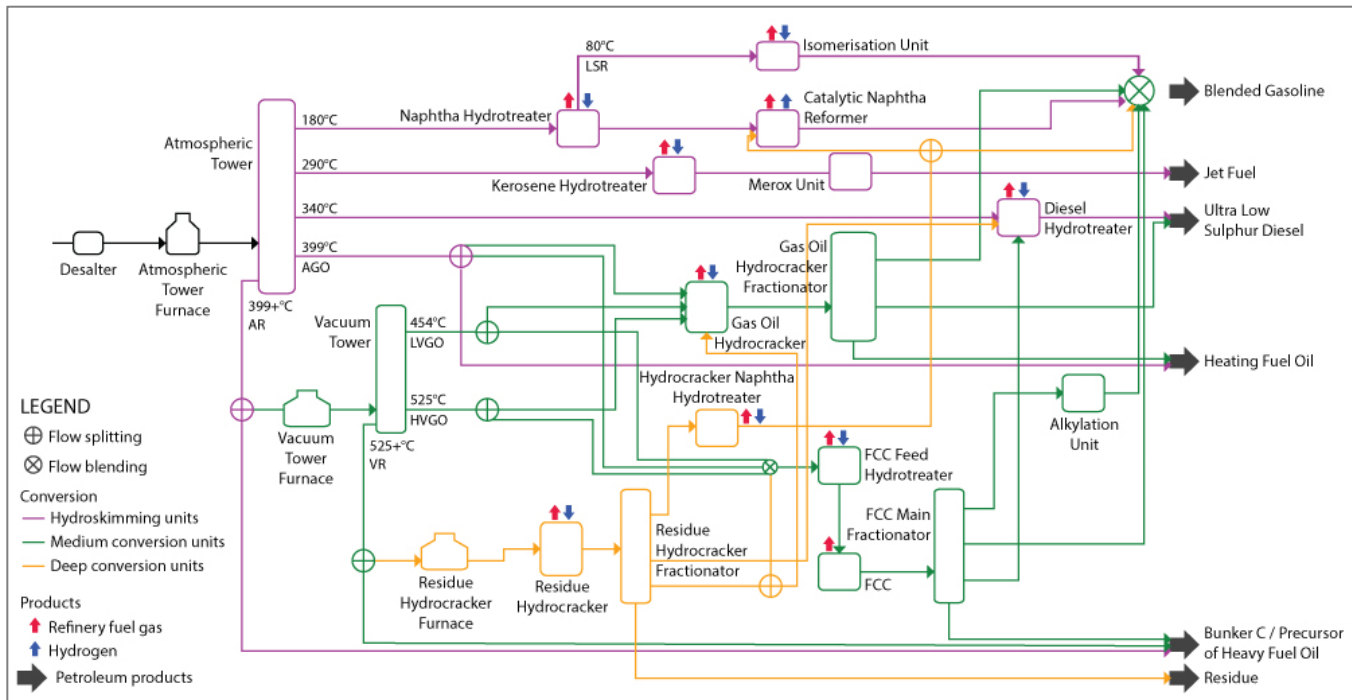 80°C
LSR
Isomerisation Unit
Naphtha Hydrotreater
Catalytic Naphtha
Reformer
Blended Gasoline
Atmospheric
Tower
180°C
290°C
Kerosene Hydrotreater
Merox Unit
Jet Fuel
340°C
Diesel
Hydrotreater
Ultra Low
Sulphur Diesel
399°C
AGO
Desalter
Atmospheric
Tower
Furnace
399+°C
AR
Gas Oil
Hydrocracker
Fractionator
Vacuum
Tower
454°C
LVGO
Gas Oil
Hydrocracker
Heating Fuel Oil
525°C
HVGO
Hydrocracker Naphtha
Hydrotreater
Alkylation
Unit
Vacuum
Tower
Furnace
525+°C
VR
FCC Feed
Hydrotreater
FCC Main
Fractionator
Residue
Hydrocracker
Furnace
Residue
Hydrocracker
Residue
Hydrocracker
Fractionator
FCC
Bunker C / Precursor
of Heavy Fuel Oil
Residue
LEGEND
Flow splitting
Flow blending
Conversion
Hydroskimming units
Medium conversion units
Deep conversion units
Products
Refinery fuel gas
Hydrogen
Petroleum products